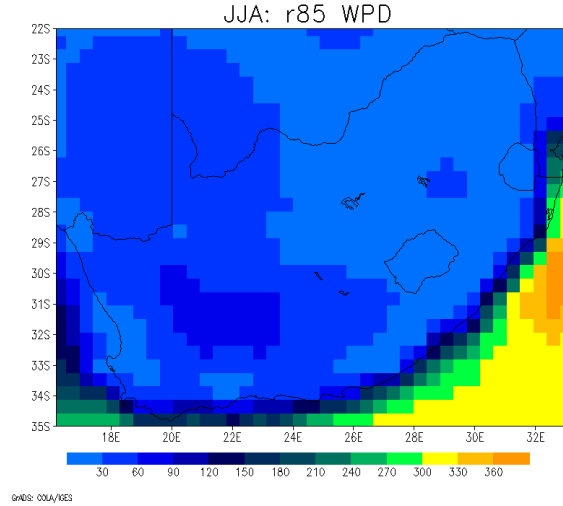 JJA: r85 WPD
22S
23S
24S
25S
26S
27S
28S
29S
30S
31S
32S
33S
34S
35S
18E 20E 22E 24E 26E 28E 30E 32E
30 60 90 120 150 180 210 240 270 300 330 360
GrADS: COLA/IGES